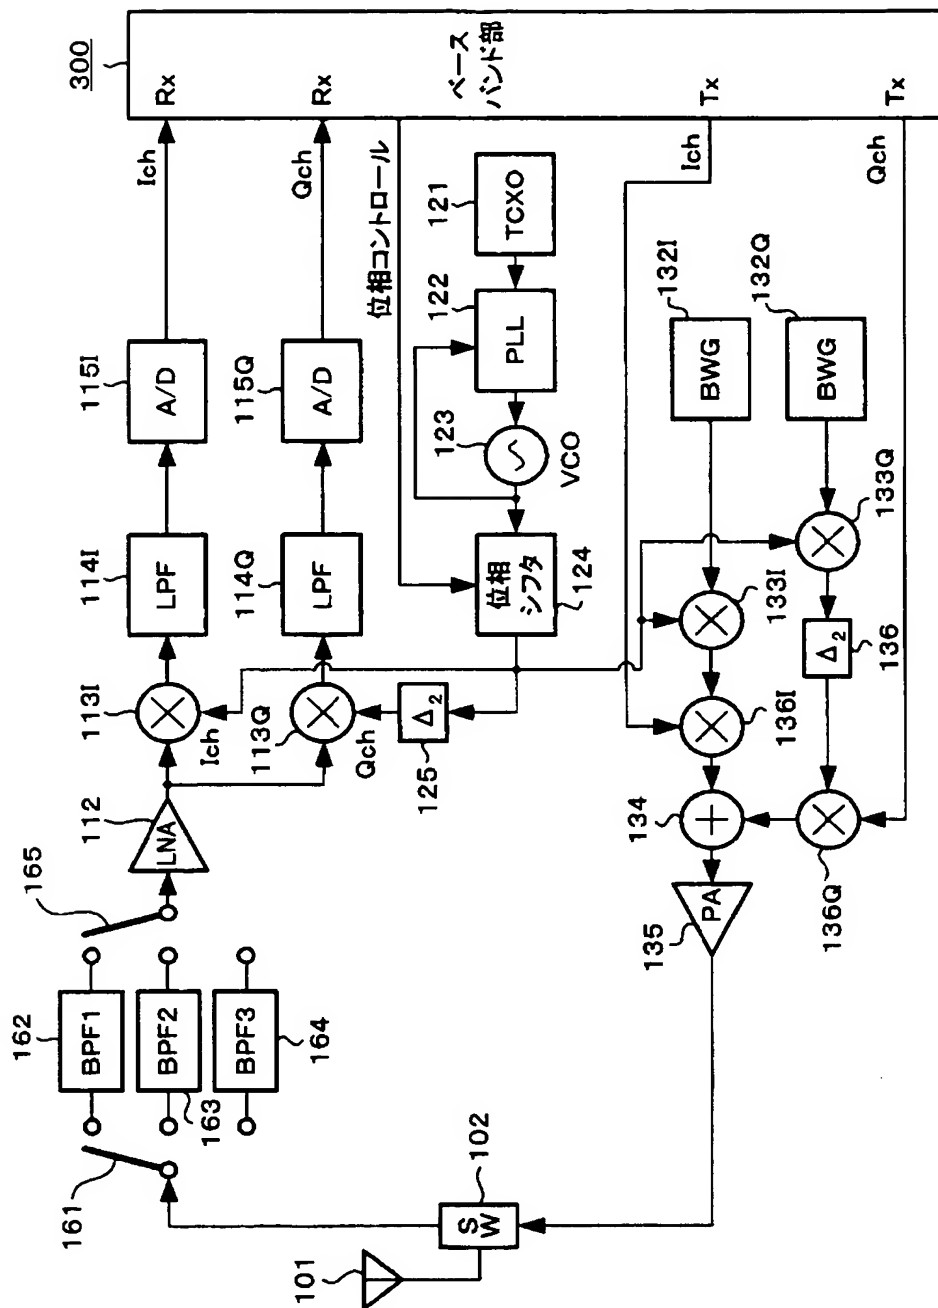 300
Rx
Rx
ベース
バンド部
Tx
Tx
Ich
Qch
位相コントロール
Ich
Qch
115I
A/D
115Q
A/D
121
TCXO
122
PLL
123
VCO
132I
BWG
132Q
BWG
114I
LPF
114Q
LPF
位相
シフタ
124
133I
133Q
113I
Ich
113Q
Qch
Δ2
125
136I
Δ2
136
112
LNA
134
136Q
165
PA
135
162
BPF1
BPF2
163
BPF3
164
161
102
SW
101